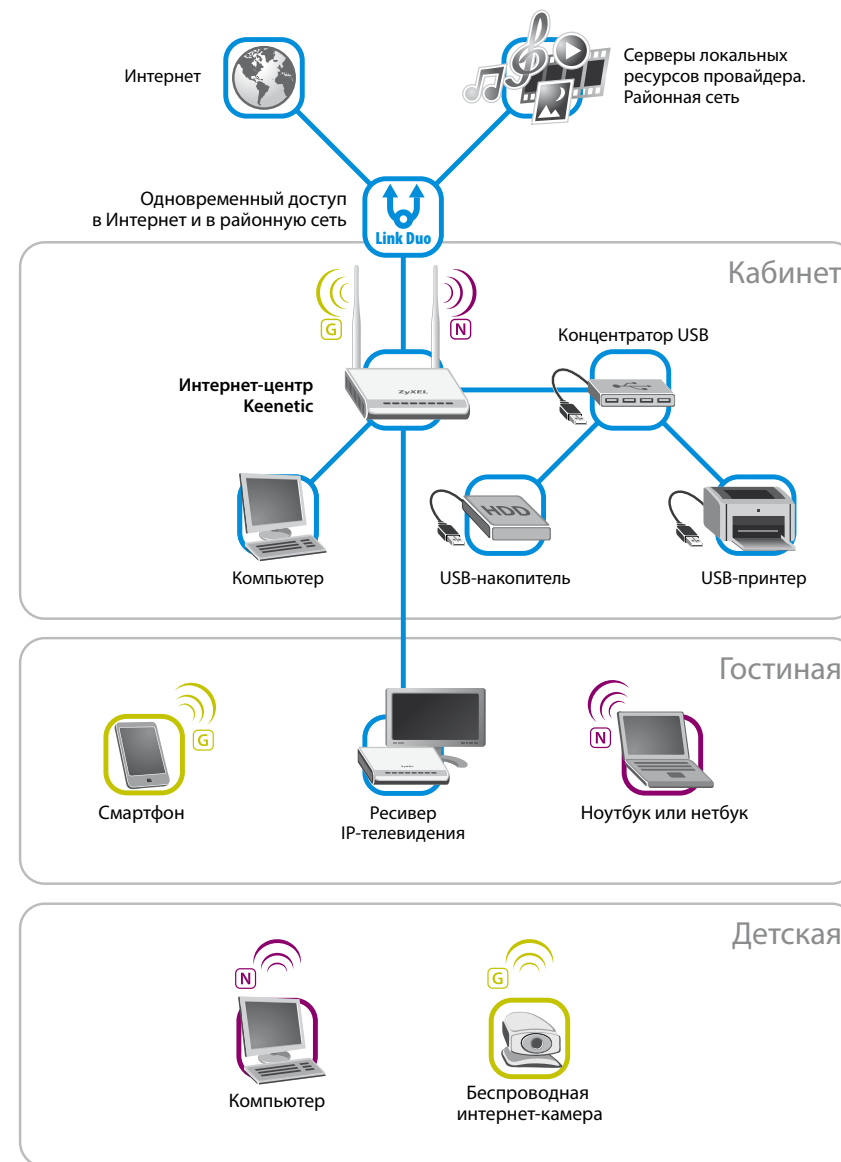 Интернет
Серверы локальных
ресурсов провайдера.
Районная сеть
Одновременный доступ
в Интернет и в районную сеть
Link Duo
Кабинет
G
N
Концентратор USB
Интернет-центр
Keenetic
ZyXEL
HDD
Компьютер
USB-накопитель
USB-принтер
Гостиная
G
N
ZyXEL
Смартфон
Ресивер
IP-телевидения
Ноутбук или нетбук
Детская
N
G
Компьютер
Беспроводная
интернет-камера